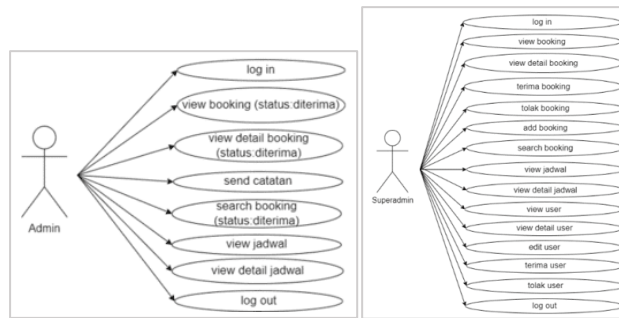 log in
view booking (status:diterima)
view detail booking
(status:diterima)
send catatan
search booking
(status:diterima)
view jadwal
view detail jadwal
log out
Admin
log in
view booking
view detail booking
terima booking
tolak booking
add booking
search booking
view jadwal
view detail jadwal
view user
view detail user
edit user
terima user
tolak user
log out
Superadmin